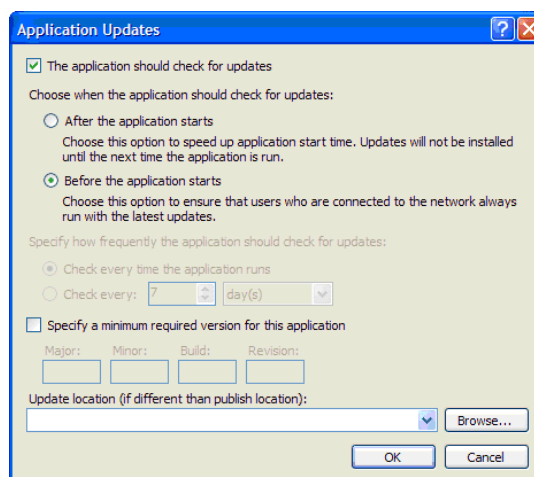 Application Updates
The application should check for updates
Choose when the application should check for updates:
After the application starts
Choose this option to speed up application start time. Updates will not be installed
until the next time the application is run.
Before the application starts
Choose this option to ensure that users who are connected to the network always
run with the latest updates.
Specify how frequently the application should check for updates:
Check every time the application runs
Check every: 7 day(s)
Specify a minimum required version for this application
Major: Minor: Build: Revision:
Update location (if different than publish location):
Browse...
OK Cancel